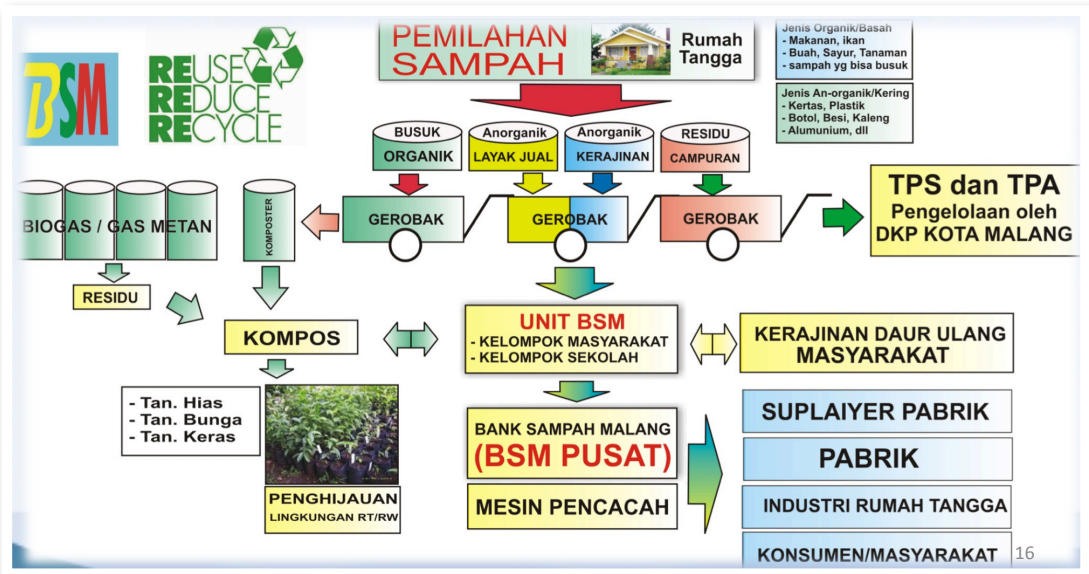 BSM
REUSE
REDUCE
RECYCLE
PEMILAHAN
SAMPAH
Rumah
Tangga
Jenis Organik/Basah
- Makanan, ikan
- Buah, Sayur, Tanaman
- sampah yg bisa busuk
Jenis An-organik/Kering
- Kertas, Plastik
- Botol, Besi, Kaleng
- Alumunium, dll
BUSUK
ORGANIK
Anorganik
LAYAK JUAL
Anorganik
KERAJINAN
RESIDU
CAMPURAN
BIOGAS / GAS METAN
KOMPOSTER
GEROBAK
GEROBAK
GEROBAK
TPS dan TPA
Pengelolaan oleh
DKP KOTA MALANG
RESIDU
KOMPOS
UNIT BSM
- KELOMPOK MASYARAKAT
- KELOMPOK SEKOLAH
KERAJINAN DAUR ULANG
MASYARAKAT
- Tan. Hias
- Tan. Bunga
- Tan. Keras
PENGHIJAUAN
LINGKUNGAN RT/RW
BANK SAMPAH MALANG
(BSM PUSAT)
MESIN PENCACAH
SUPLAIYER PABRIK
PABRIK
INDUSTRI RUMAH TANGGA
KONSUMEN/MASYARAKAT
16